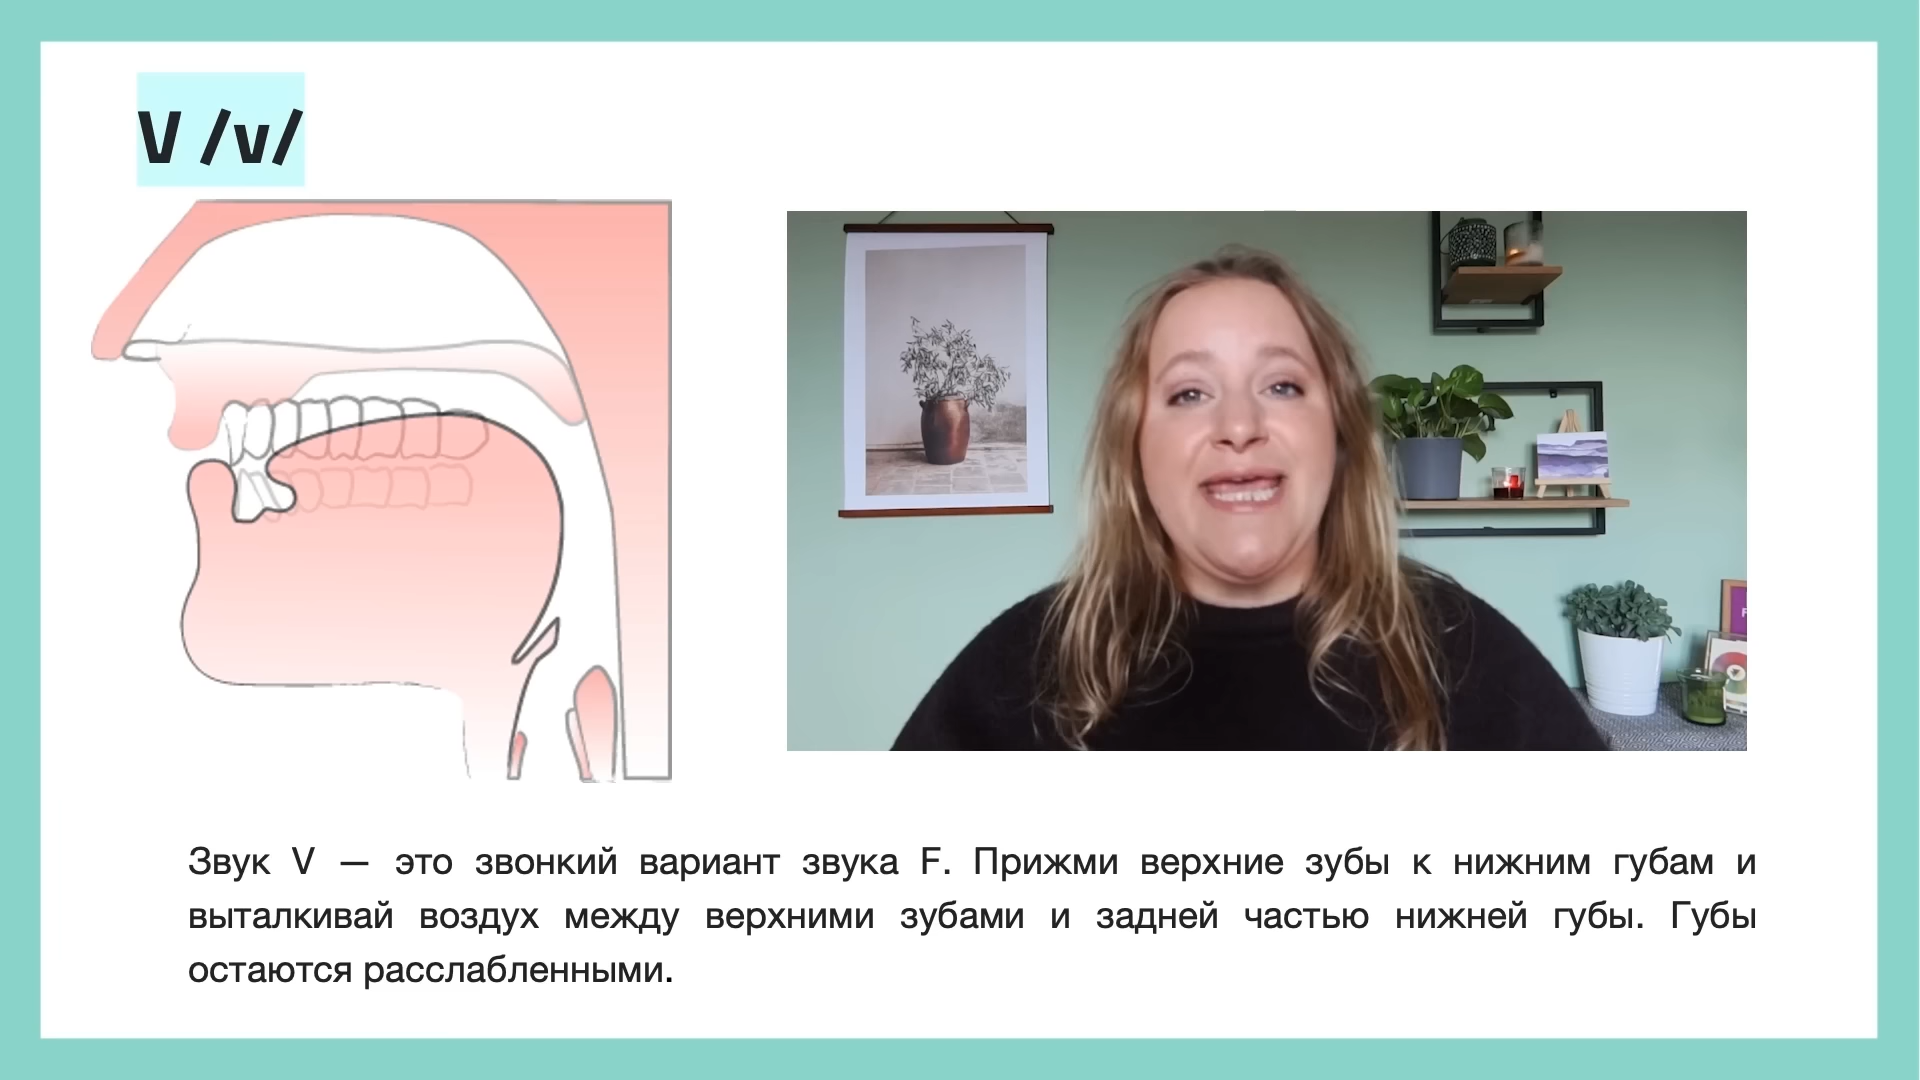 V /v/
Звук V — это звонкий вариант звука F. Прижми верхние зубы к нижним губам и
выталкивай воздух между верхними зубами и задней частью нижней губы. Губы
остаются расслабленными.